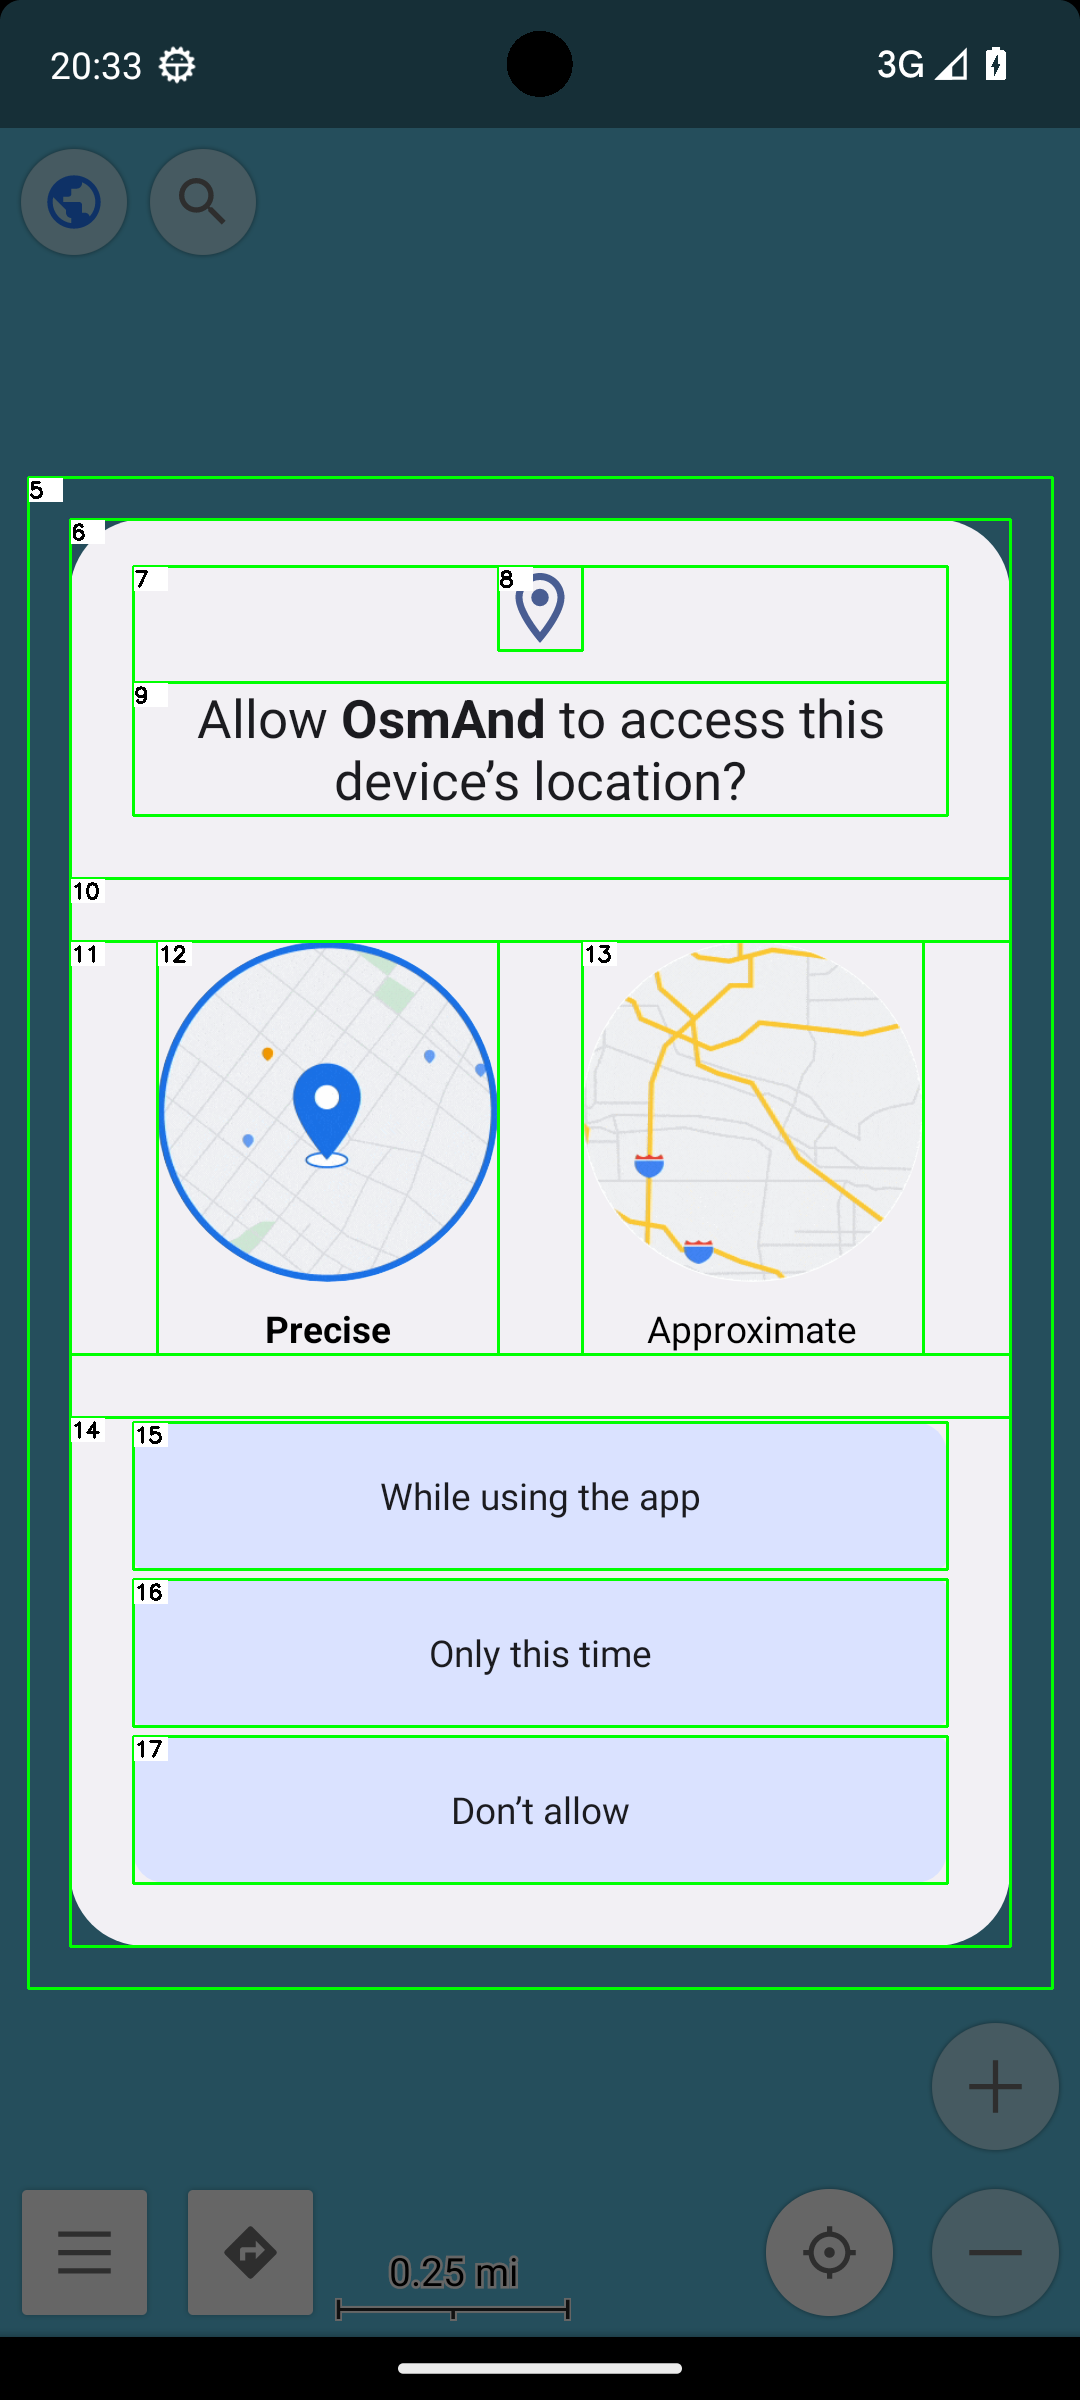 20:33
3G
5
6
7
8
9
Allow OsmAnd to access this
device’s location?
10
11
12
13
Precise
Approximate
14
15
While using the app
16
Only this time
17
Don’t allow
0.25 mi